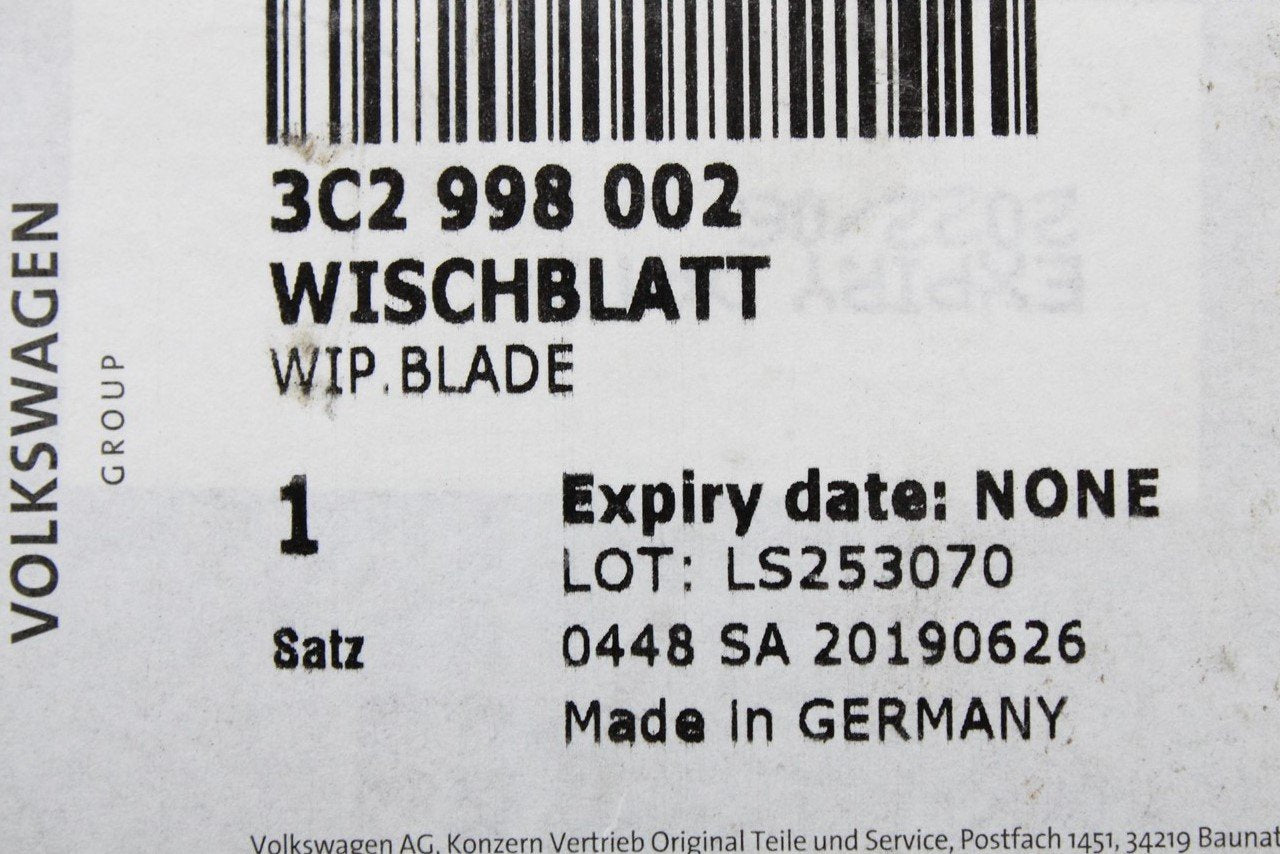 VOLKSWAGEN
GROUP
3C2 998 002
WISCHBLATT
WIP.BLADE
1
Expiry date: NONE
LOT: LS253070
Satz
0448 SA 20190626
Made in GERMANY
Volkswagen AG, Konzern Vertrieb Original Teile und Service, Postfach 1451, 34219 Baunat